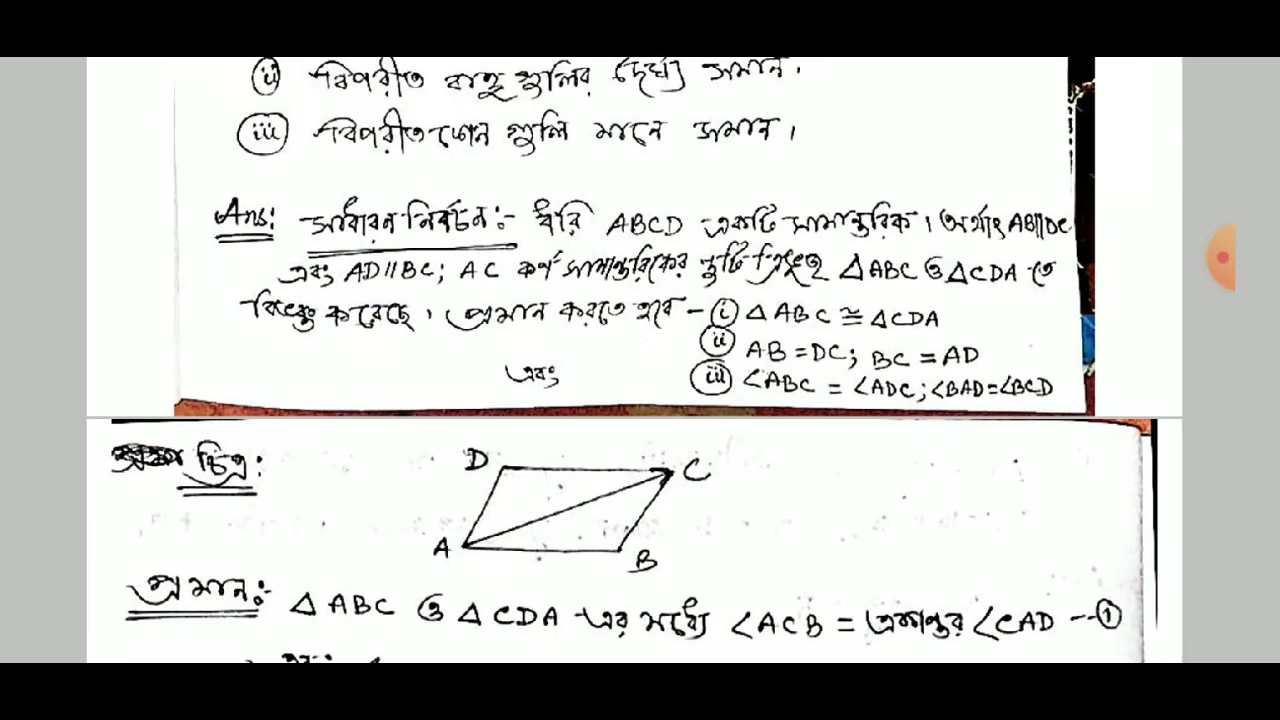 ii বিপরীত বাহুগুলির দৈর্ঘ্য সমান।
iii বিপরীত কোনগুলি মানে সমান।
Ans: সাধারন নির্বচন:- ধরি ABCD একটি সামান্তরিক। অর্থাৎ AB||DC
এবং AD||BC; AC কর্ণ সামান্তরিকের দুটি ত্রিভুজ △ABC ও △CDA তে
বিভক্ত করেছে। প্রমান করতে হবে - i △ABC ≅ △CDA
ii AB = DC; BC = AD
এবং iii ∠ABC = ∠ADC; ∠BAD = ∠BCD
চিত্র:
D C
A B
প্রমান:- △ABC ও △CDA -এর মধ্যে ∠ACB = একান্তর ∠CAD --- 1